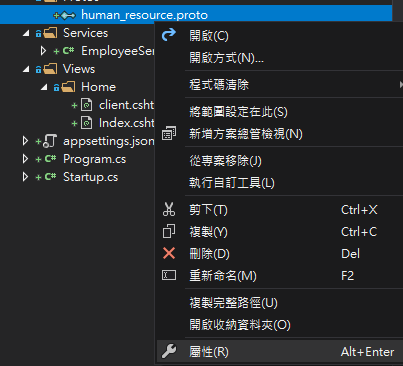 human_resource.proto
Services
C# EmployeeSer
Views
Home
client.csht
Index.csht
appsettings.json
C# Program.cs
C# Startup.cs
開啟(C)
開啟方式(N)...
程式碼清除
將範圍設定在此(S)
新增方案總管檢視(N)
從專案移除(J)
執行自訂工具(L)
剪下(T) Ctrl+X
複製(Y) Ctrl+C
刪除(D) Del
重新命名(M) F2
複製完整路徑(U)
開啟收納資料夾(O)
屬性(R) Alt+Enter